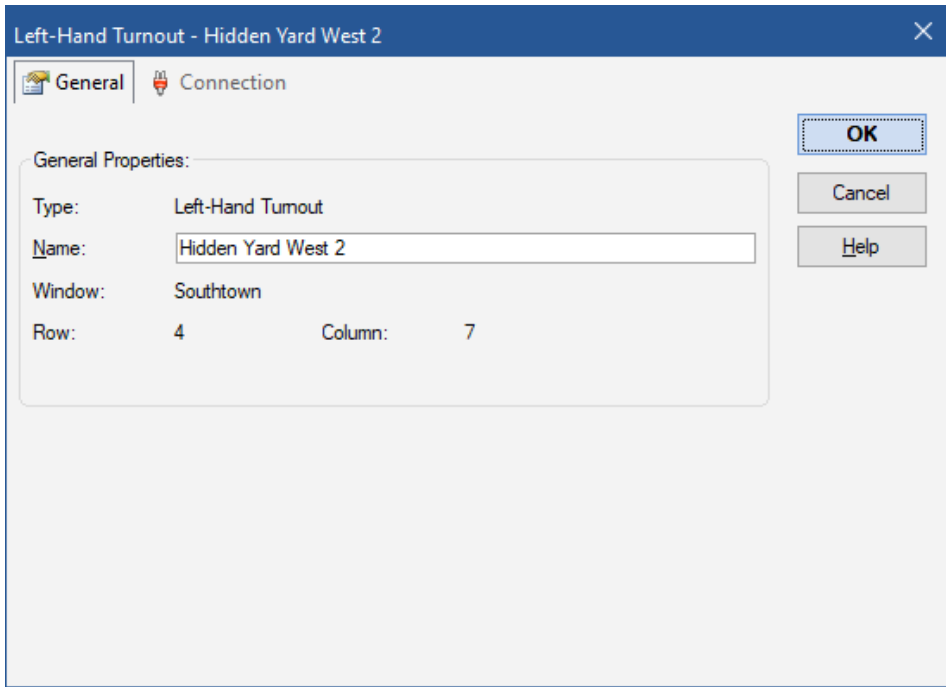 Left-Hand Turnout - Hidden Yard West 2
General Connection
OK
General Properties:
Type: Left-Hand Turnout
Cancel
Name: Hidden Yard West 2
Help
Window: Southtown
Row: 4 Column: 7